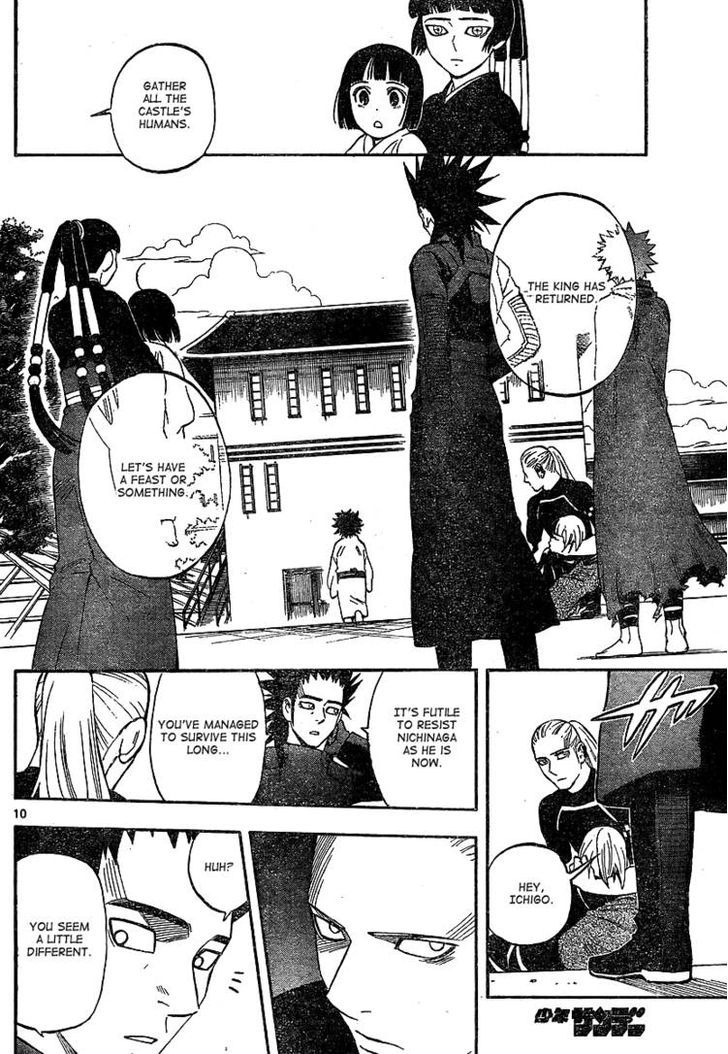 GATHER
ALL THE
CASTLE'S
HUMANS.
THE KING HAS
RETURNED.
LET'S HAVE
A FEAST OR
SOMETHING.
HEY,
ICHIGO.
IT'S FUTILE
TO RESIST
NICHINAGA
AS HE IS
NOW.
YOU'VE MANAGED
TO SURVIVE THIS
LONG...
HUH?
YOU SEEM
A LITTLE
DIFFERENT.
10